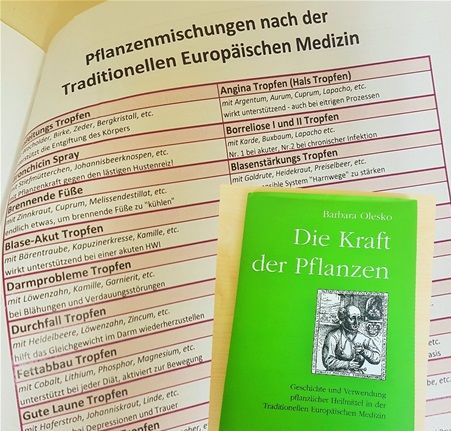 Pflanzenmischungen nach der
Traditionellen Europäischen Medizin
Tropfen
Birke, Zeder, Bergkristall, etc.
die Entgiftung des Körpers
Spray
Stiefmütterchen, Johannisbeerknospen, etc.
Pflanzenkraft gegen den lästigen Hustenreiz!
Brennende Füße
mit Zinnkraut, Cuprum, Melissendestillat, etc.
endlich etwas, um brennende Füße zu "kühlen"
Blase-Akut Tropfen
mit Bärentraube, Kapuzinerkresse, Kamille, etc.
wirkt unterstützend bei einer akuten HWI
Darmprobleme Tropfen
mit Löwenzahn, Kamille, Garnierit, etc.
bei Blähungen und Verdauungsstörungen
Durchfall Tropfen
mit Heidelbeere, Löwenzahn, Zincum, etc.
hilft das Gleichgewicht im Darm wiederherzustellen
Fettabbau Tropfen
mit Cobalt, Lithium, Phosphor, Magnesium, etc.
unterstützt bei jeder Diät, aktiviert zur Bewegung
Gute Laune Tropfen
mit Haferstroh, Johanniskraut, Linde, etc.
bei Depressionen und Trauer
Angina Tropfen (Hals Tropfen)
mit Argentum, Aurum, Cuprum, Lapacho, etc.
wirkt unterstützend - auch bei eitrigen Prozessen
Borreliose I und II Tropfen
mit Karde, Buxbaum, Lapacho etc.
Nr. 1 bei akuter, Nr.2 bei chronischer Infektion
Blasenstärkungs Tropfen
mit Goldrute, Heidekraut, Preiselbeere, etc.
sensible System "Harnwege" zu stärken
Barbara Olesko
Die Kraft
der Pflanzen
Geschichte und Verwendung
pflanzlicher Heilmittel in der
Traditionellen Europäischen Medizin